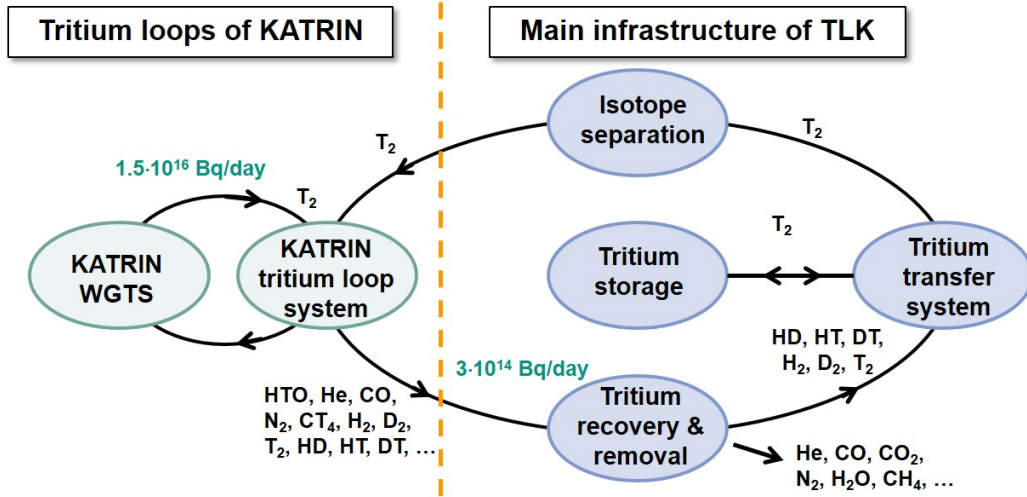 Tritium loops of KATRIN
Main infrastructure of TLK
Isotope
separation
T₂
T₂
1.5·10¹⁶ Bq/day
T₂
KATRIN
WGTS
KATRIN
tritium loop
system
Tritium
storage
T₂
Tritium
transfer
system
HTO, He, CO,
N₂, CT₄, H₂, D₂,
T₂, HD, HT, DT, …
3·10¹⁴ Bq/day
Tritium
recovery &
removal
HD, HT, DT,
H₂, D₂, T₂
He, CO, CO₂,
N₂, H₂O, CH₄, …